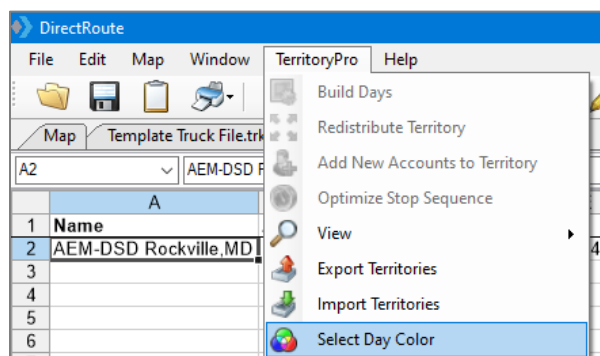 DirectRoute
File Edit Map Window TerritoryPro Help
Build Days
Redistribute Territory
Map Template Truck File.trk
Add New Accounts to Territory
A2 AEM-DSD
Optimize Stop Sequence
A
View
1 Name
2 AEM-DSD Rockville,MD 4
3
Export Territories
4
Import Territories
5
6
Select Day Color